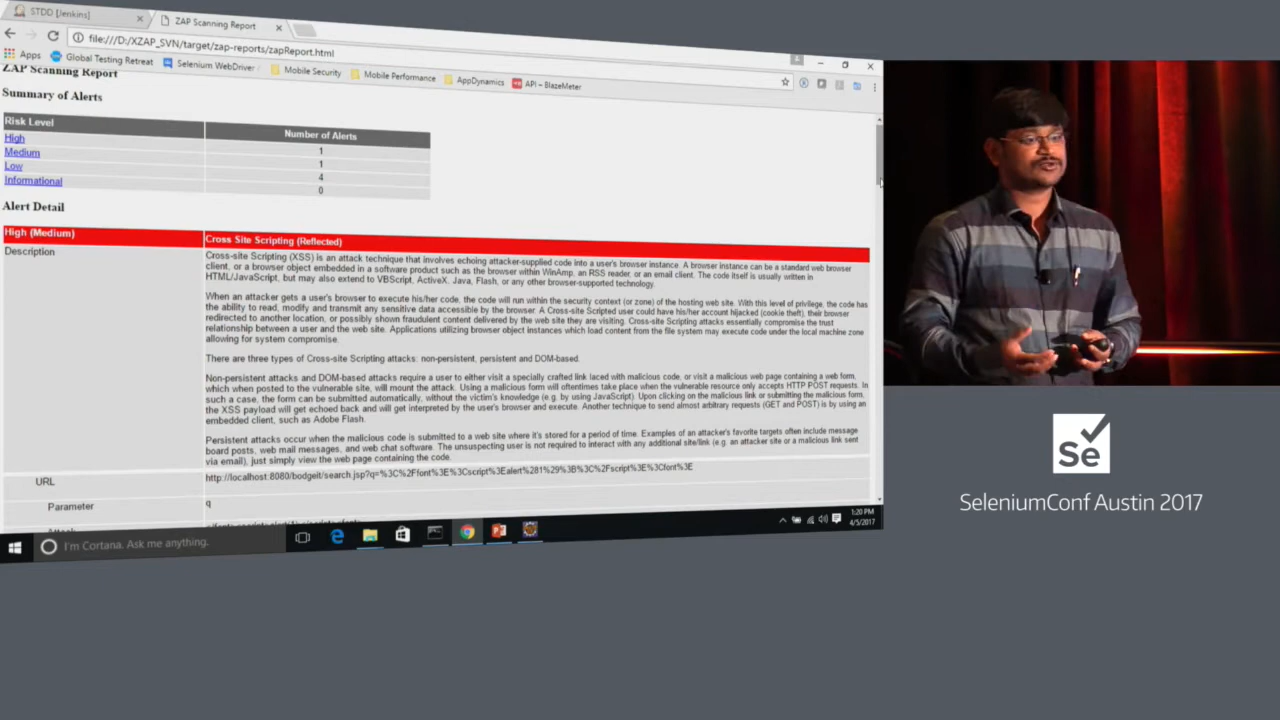 STDD [Jenkins]
ZAP Scanning Report
file:///D:/XZAP_SVN/target/zap-reports/zapReport.html
Apps Global Testing Retreat Selenium WebDriver Mobile Security Mobile Performance AppDynamics API – BlazeMeter
ZAP Scanning Report
Summary of Alerts
Risk Level Number of Alerts
High 1
Medium 1
Low 4
Informational 0
Alert Detail
High (Medium) Cross Site Scripting (Reflected)
Description
Cross-site Scripting (XSS) is an attack technique that involves echoing attacker-supplied code into a user's browser instance. A browser instance can be a standard web browser
client, or a browser object embedded in a software product such as the browser within WinAmp, an RSS reader, or an email client. The code itself is usually written in
HTML/JavaScript, but may also extend to VBScript, ActiveX, Java, Flash, or any other browser-supported technology.
When an attacker gets a user's browser to execute his/her code, the code will run within the security context (or zone) of the hosting web site. With this level of privilege, the code has
the ability to read, modify and transmit any sensitive data accessible by the browser. A Cross-site Scripted user could have his/her account hijacked (cookie theft), their browser
redirected to another location, or possibly shown fraudulent content delivered by the web site they are visiting. Cross-site Scripting attacks essentially compromise the trust
relationship between a user and the web site. Applications utilizing browser object instances which load content from the file system may execute code under the local machine zone
allowing for system compromise.
There are three types of Cross-site Scripting attacks: non-persistent, persistent and DOM-based.
Non-persistent attacks and DOM-based attacks require a user to either visit a specially crafted link laced with malicious code, or visit a malicious web page containing a web form,
which when posted to the vulnerable site, will mount the attack. Using a malicious form will oftentimes take place when the vulnerable resource only accepts HTTP POST requests. In
such a case, the form can be submitted automatically, without the victim's knowledge (e.g. by using JavaScript). Upon clicking on the malicious link or submitting the malicious form,
the XSS payload will get echoed back and will get interpreted by the user's browser and execute. Another technique to send almost arbitrary requests (GET and POST) is by using an
embedded client, such as Adobe Flash.
Persistent attacks occur when the malicious code is submitted to a web site where it's stored for a period of time. Examples of an attacker's favorite targets often include message
board posts, web mail messages, and web chat software. The unsuspecting user is not required to interact with any additional site/link (e.g. an attacker site or a malicious link sent
via email), just simply view the web page containing the code.
URL http://localhost:8080/bodgeit/search.jsp?q=%3C%2Ffont%3E%3Cscript%3Ealert%281%29%3B%3C%2Fscript%3E%3Cfont%3E
Parameter q
I'm Cortana. Ask me anything.
1:20 PM
4/5/2017
Se
SeleniumConf Austin 2017